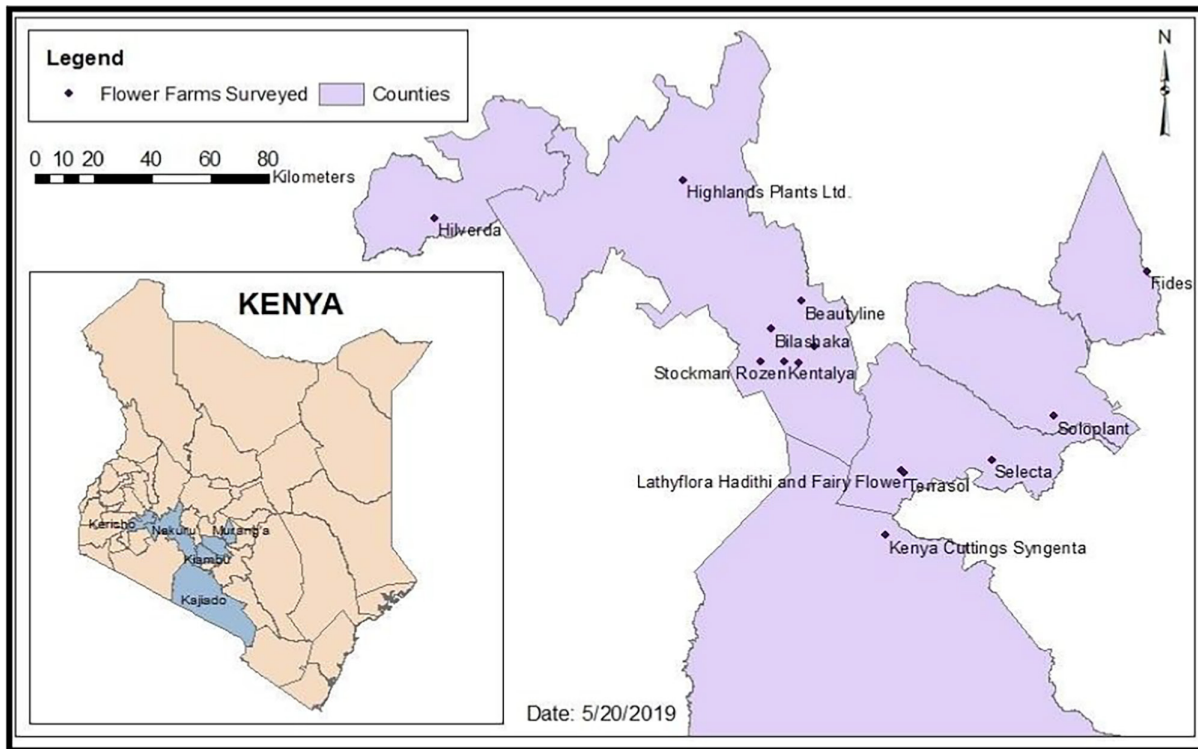 Legend
Flower Farms Surveyed
Counties
0 10 20 40 60 80
Kilometers
N
Highlands Plants Ltd.
Hilverda
Fides
Beautyline
Bilashaka
Stockman Rozen
Kentalya
Soloplant
Selecta
Lathyflora Hadithi and Fairy Flower
Terrasol
Kenya Cuttings Syngenta
KENYA
Kericho
Nakuru
Murang'a
Kiambu
Kajiado
Date: 5/20/2019